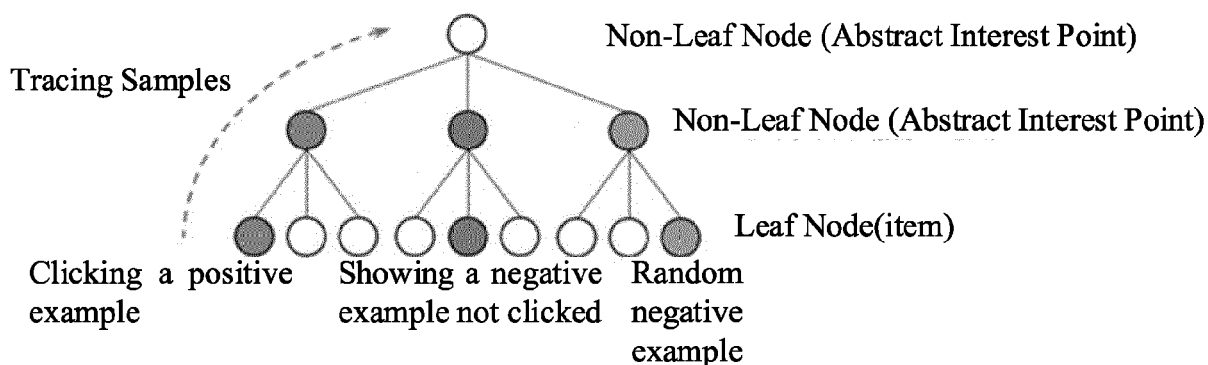 Non-Leaf Node (Abstract Interest Point)
Tracing Samples
Non-Leaf Node (Abstract Interest Point)
Leaf Node(item)
Clicking a positive
example
Showing a negative
example not clicked
Random
negative
example